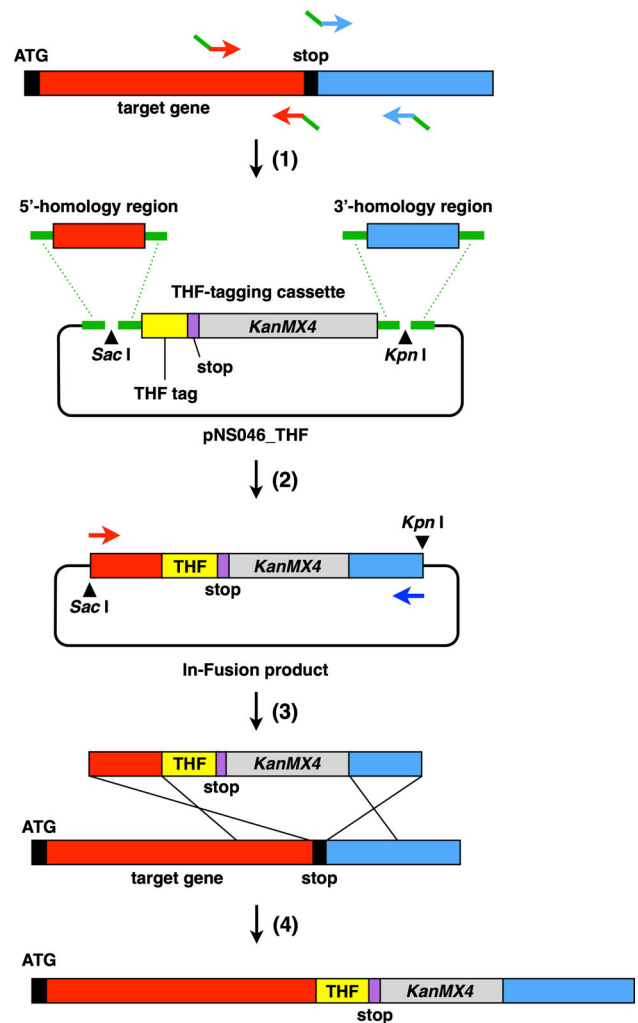 ATG
stop
target gene
(1)
5'-homology region
3'-homology region
THF-tagging cassette
KanMX4
Sac I
stop
Kpn I
THF tag
pNS046_THF
(2)
Kpn I
THF
KanMX4
stop
Sac I
In-Fusion product
(3)
THF
KanMX4
stop
ATG
target gene
stop
(4)
ATG
THF
KanMX4
stop